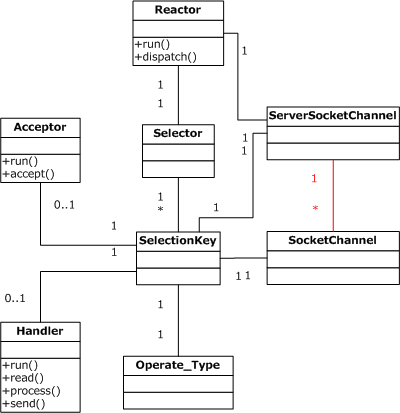 Reactor
+run()
+dispatch()
1
1
1
Acceptor
+run()
+accept()
Selector
ServerSocketChannel
1
1
1
*
1
*
0..1
1
1
1
SelectionKey
SocketChannel
1 1
0..1
1
1
Handler
+run()
+read()
+process()
+send()
Operate_Type